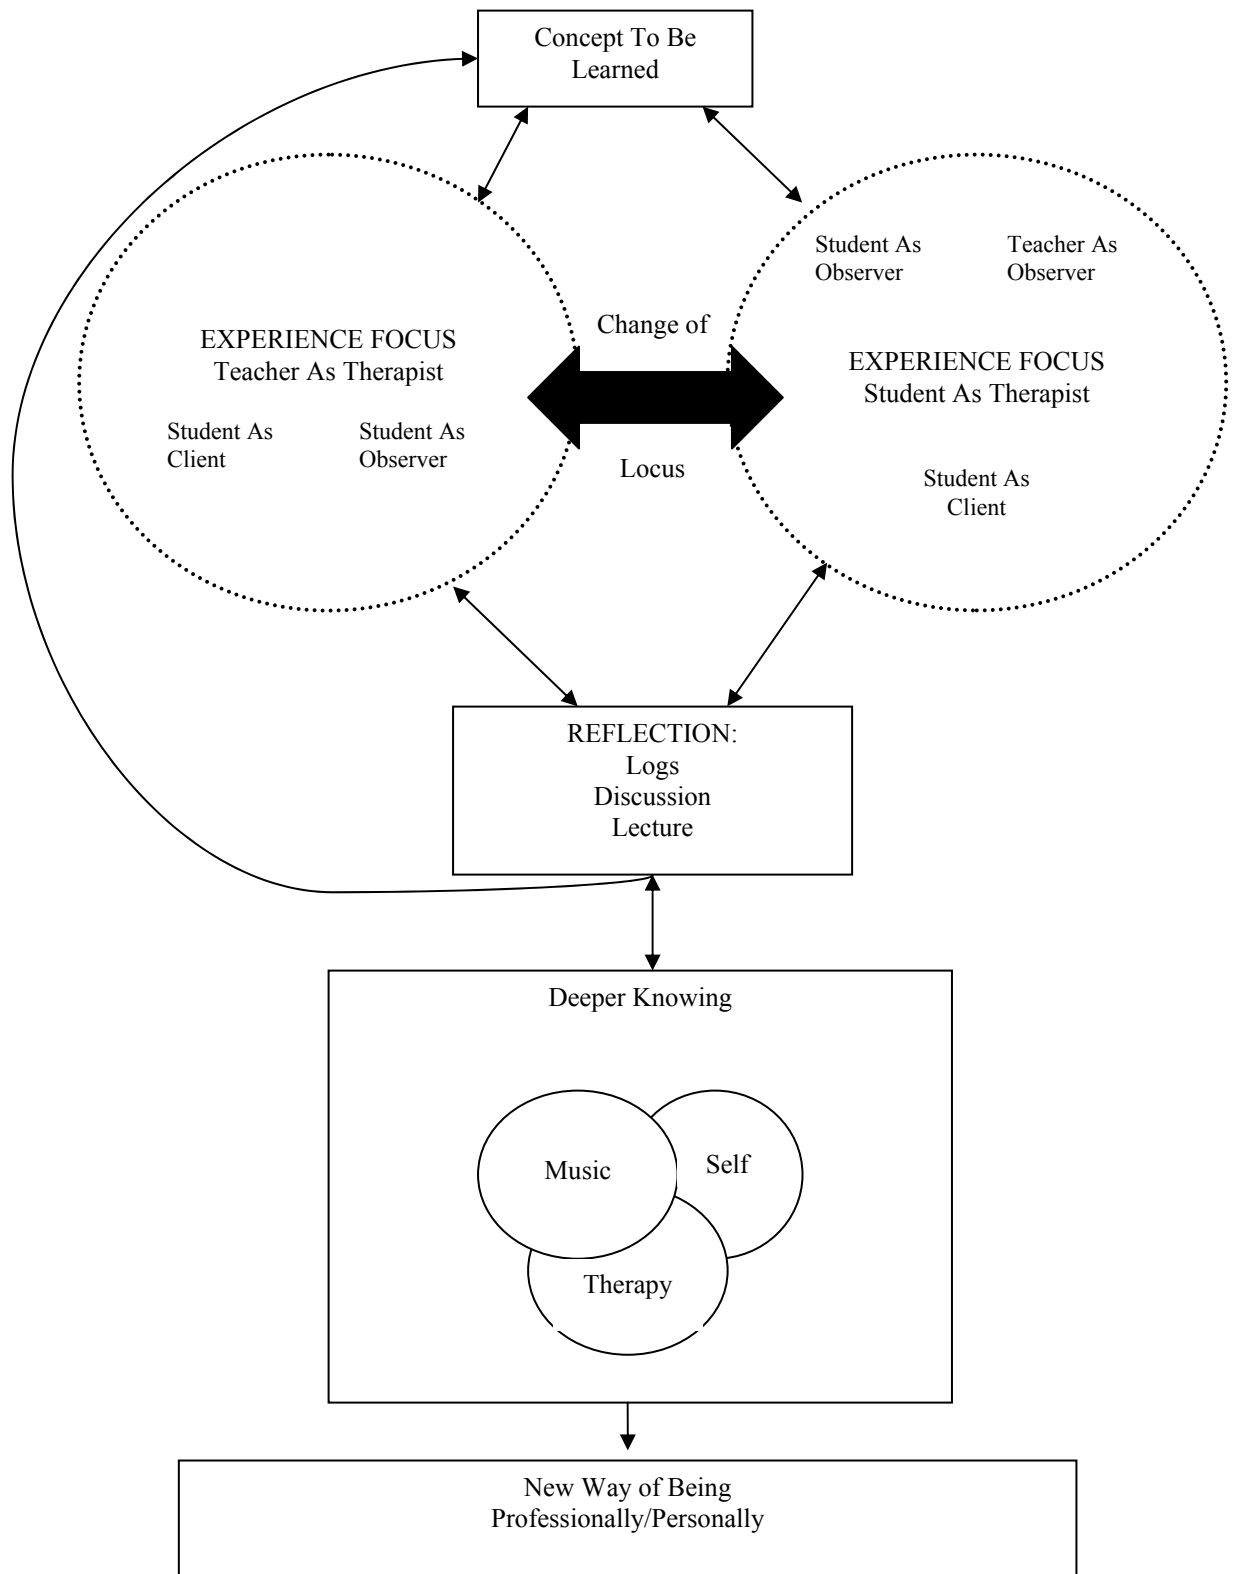 Concept To Be
Learned
EXPERIENCE FOCUS
Teacher As Therapist
Student As
Client
Student As
Observer
Change of
Locus
Student As
Observer
Teacher As
Observer
EXPERIENCE FOCUS
Student As Therapist
Student As
Client
REFLECTION:
Logs
Discussion
Lecture
Deeper Knowing
Music
Self
Therapy
New Way of Being
Professionally/Personally